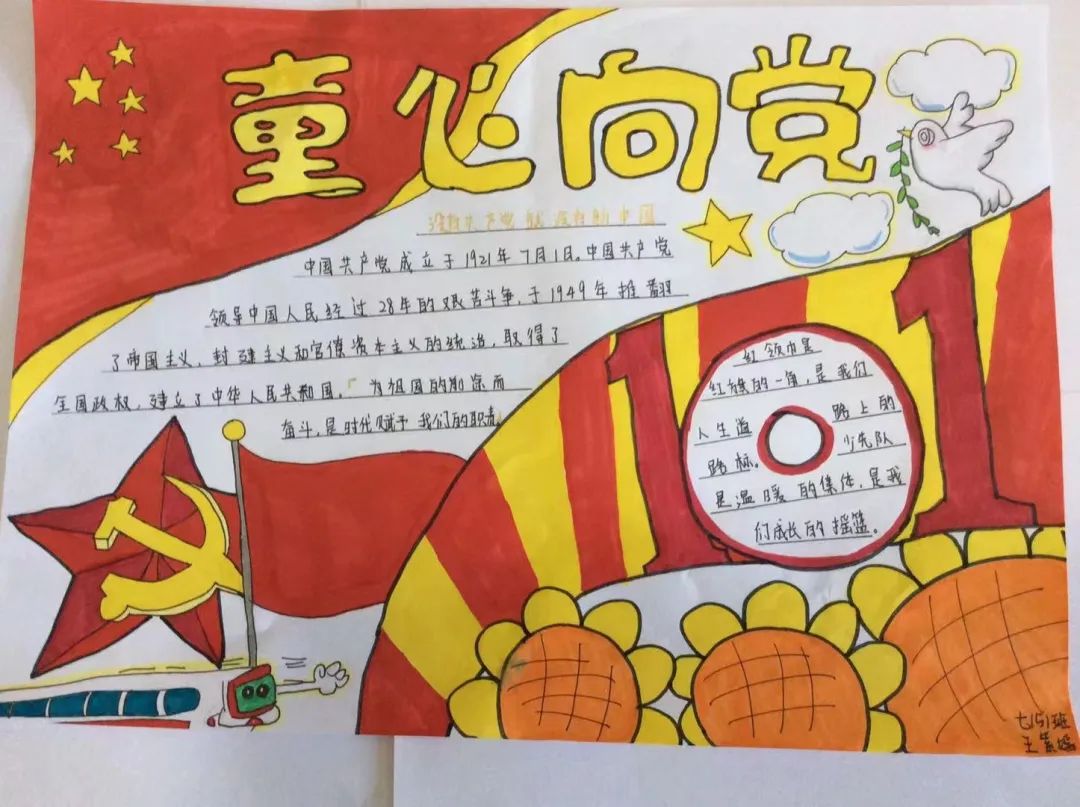 童心向党
没有共产党就没有新中国
中国共产党成立于1921年7月1日。中国共产党
领导中国人民经过28年的艰苦斗争,于1949年推翻
了帝国主义、封建主义和官僚资本主义的统治,取得了
全国政权,建立了中华人民共和国。「为祖国的前途而
奋斗,是时代赋予我们的职责
101
红领巾是
红旗的一角,是我们
人生道 路上的
路标。 少先队
是温暖的集体,是我
们成长的摇篮。
七151班
王